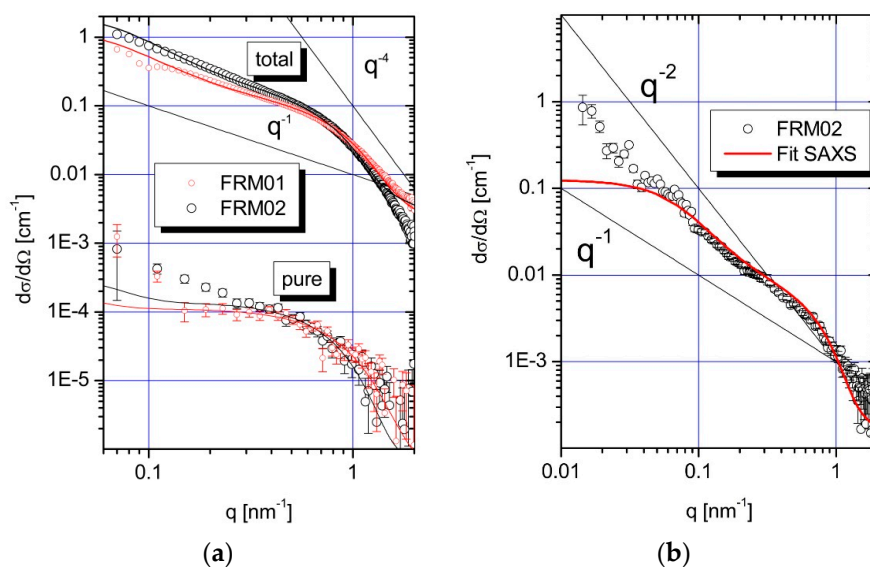 1
0.1
0.01
1E-3
1E-4
1E-5
dσ/dΩ [cm⁻¹]
total
q⁻⁴
q⁻¹
FRM01
FRM02
pure
0.1
1
q [nm⁻¹]
(a)
10
1
0.1
0.01
1E-3
dσ/dΩ [cm⁻¹]
q⁻²
FRM02
Fit SAXS
q⁻¹
0.01
0.1
1
q [nm⁻¹]
(b)